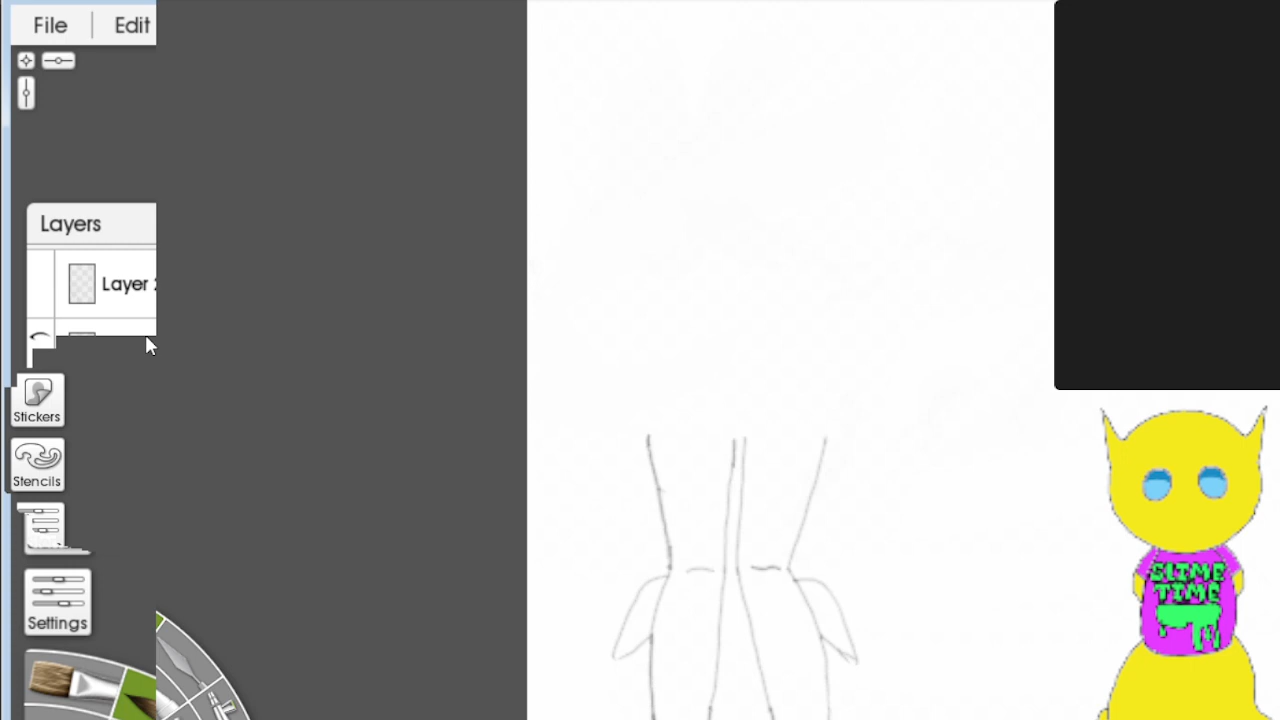 File
Edit
Layers
Layer
Stickers
Stencils
Settings
SLIME
TIME